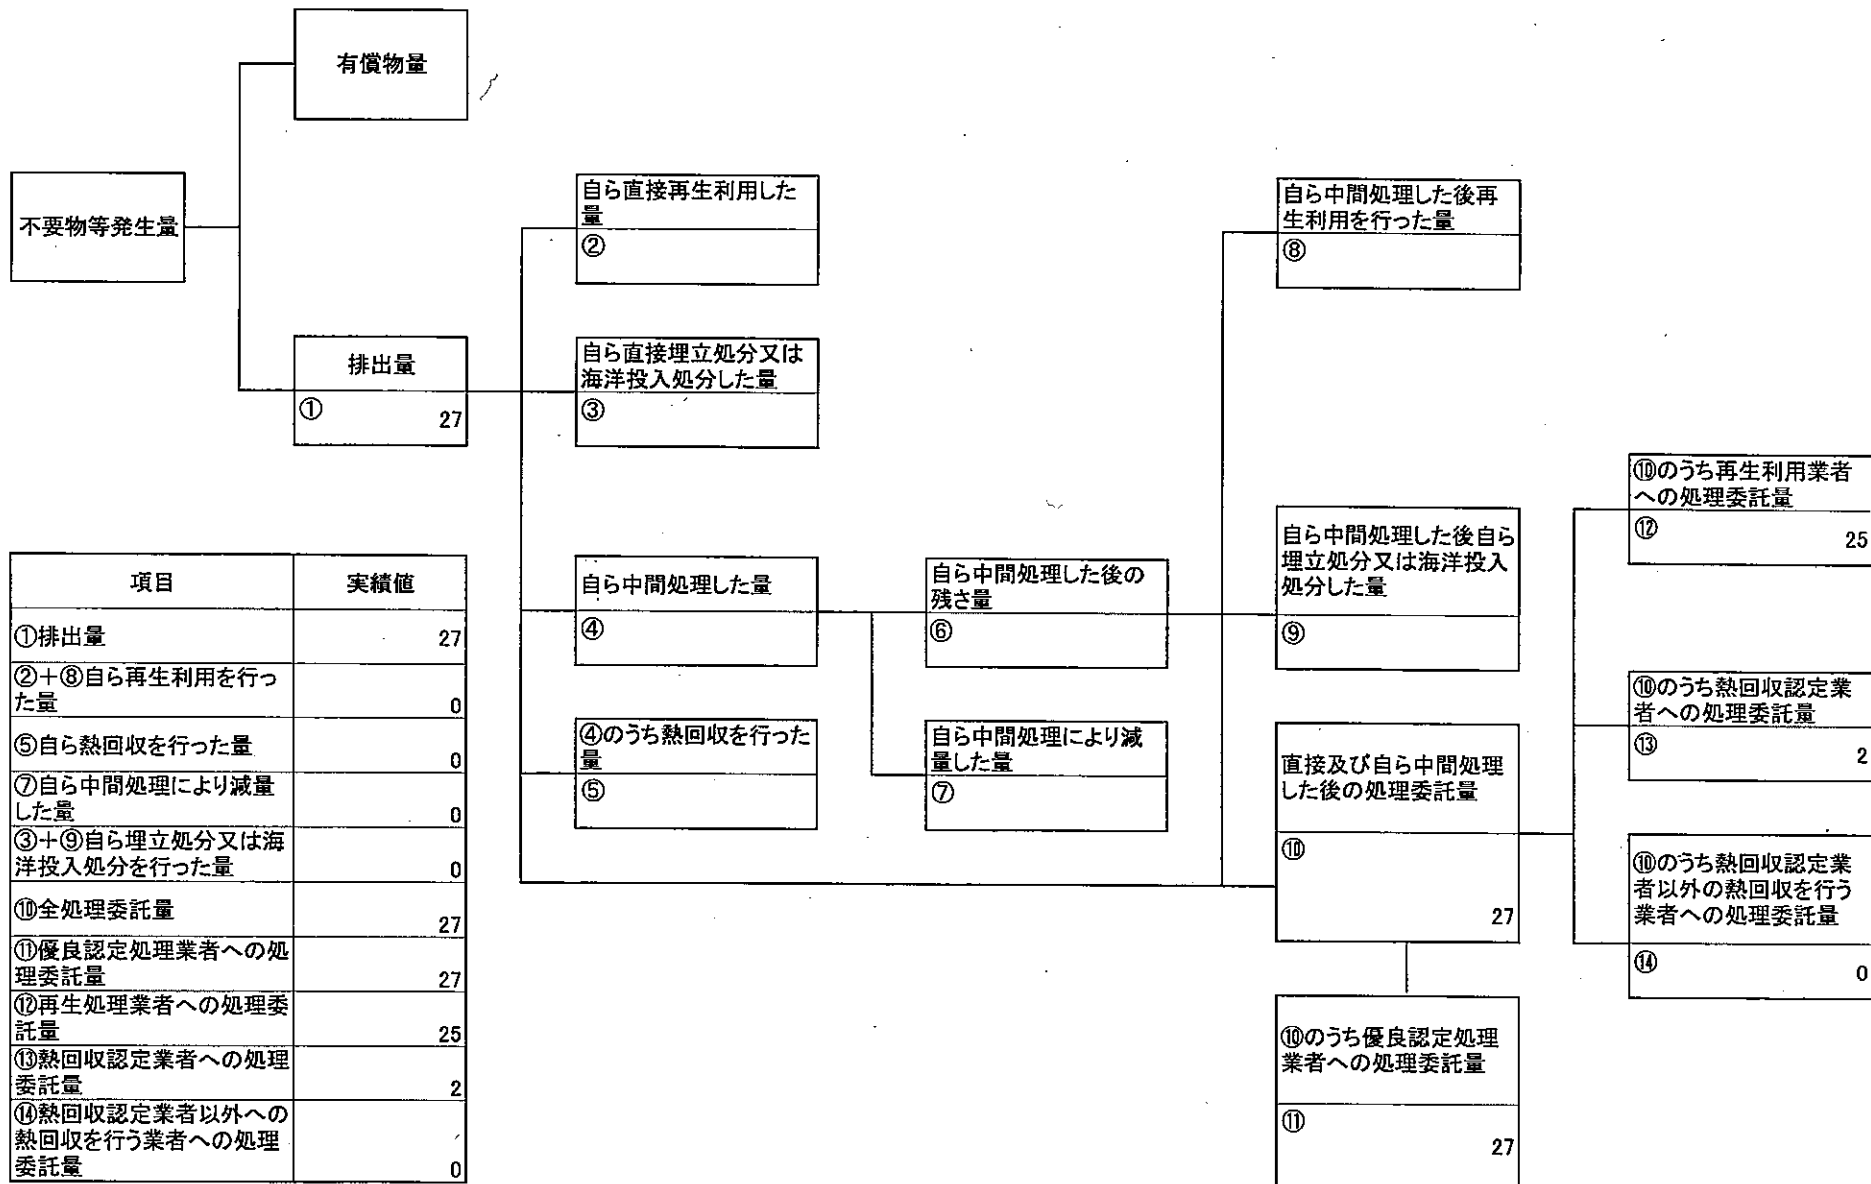 有償物量
不要物等発生量
自ら直接再生利用した
量
②
自ら中間処理した後再
生利用を行った量
⑧
排出量
① 27
自ら直接埋立処分又は
海洋投入処分した量
③
⑩のうち再生利用業者
への処理委託量
⑫ 25
自ら中間処理した量
④
自ら中間処理した後の
残さ量
⑥
自ら中間処理した後自ら
埋立処分又は海洋投入
処分した量
⑨
⑩のうち熱回収認定業
者への処理委託量
⑬ 2
④のうち熱回収を行った
量
⑤
自ら中間処理により減
量した量
⑦
直接及び自ら中間処理
した後の処理委託量
⑩
27
⑩のうち熱回収認定業
者以外の熱回収を行う
業者への処理委託量
⑭ 0
⑩のうち優良認定処理
業者への処理委託量
⑪
27
項目 実績値
①排出量 27
②+⑧自ら再生利用を行っ
た量 0
⑤自ら熱回収を行った量 0
⑦自ら中間処理により減量
した量 0
③+⑨自ら埋立処分又は海
洋投入処分を行った量 0
⑩全処理委託量 27
⑪優良認定処理業者への処
理委託量 27
⑫再生処理業者への処理委
託量 25
⑬熱回収認定業者への処理
委託量 2
⑭熱回収認定業者以外への
熱回収を行う業者への処理
委託量 0